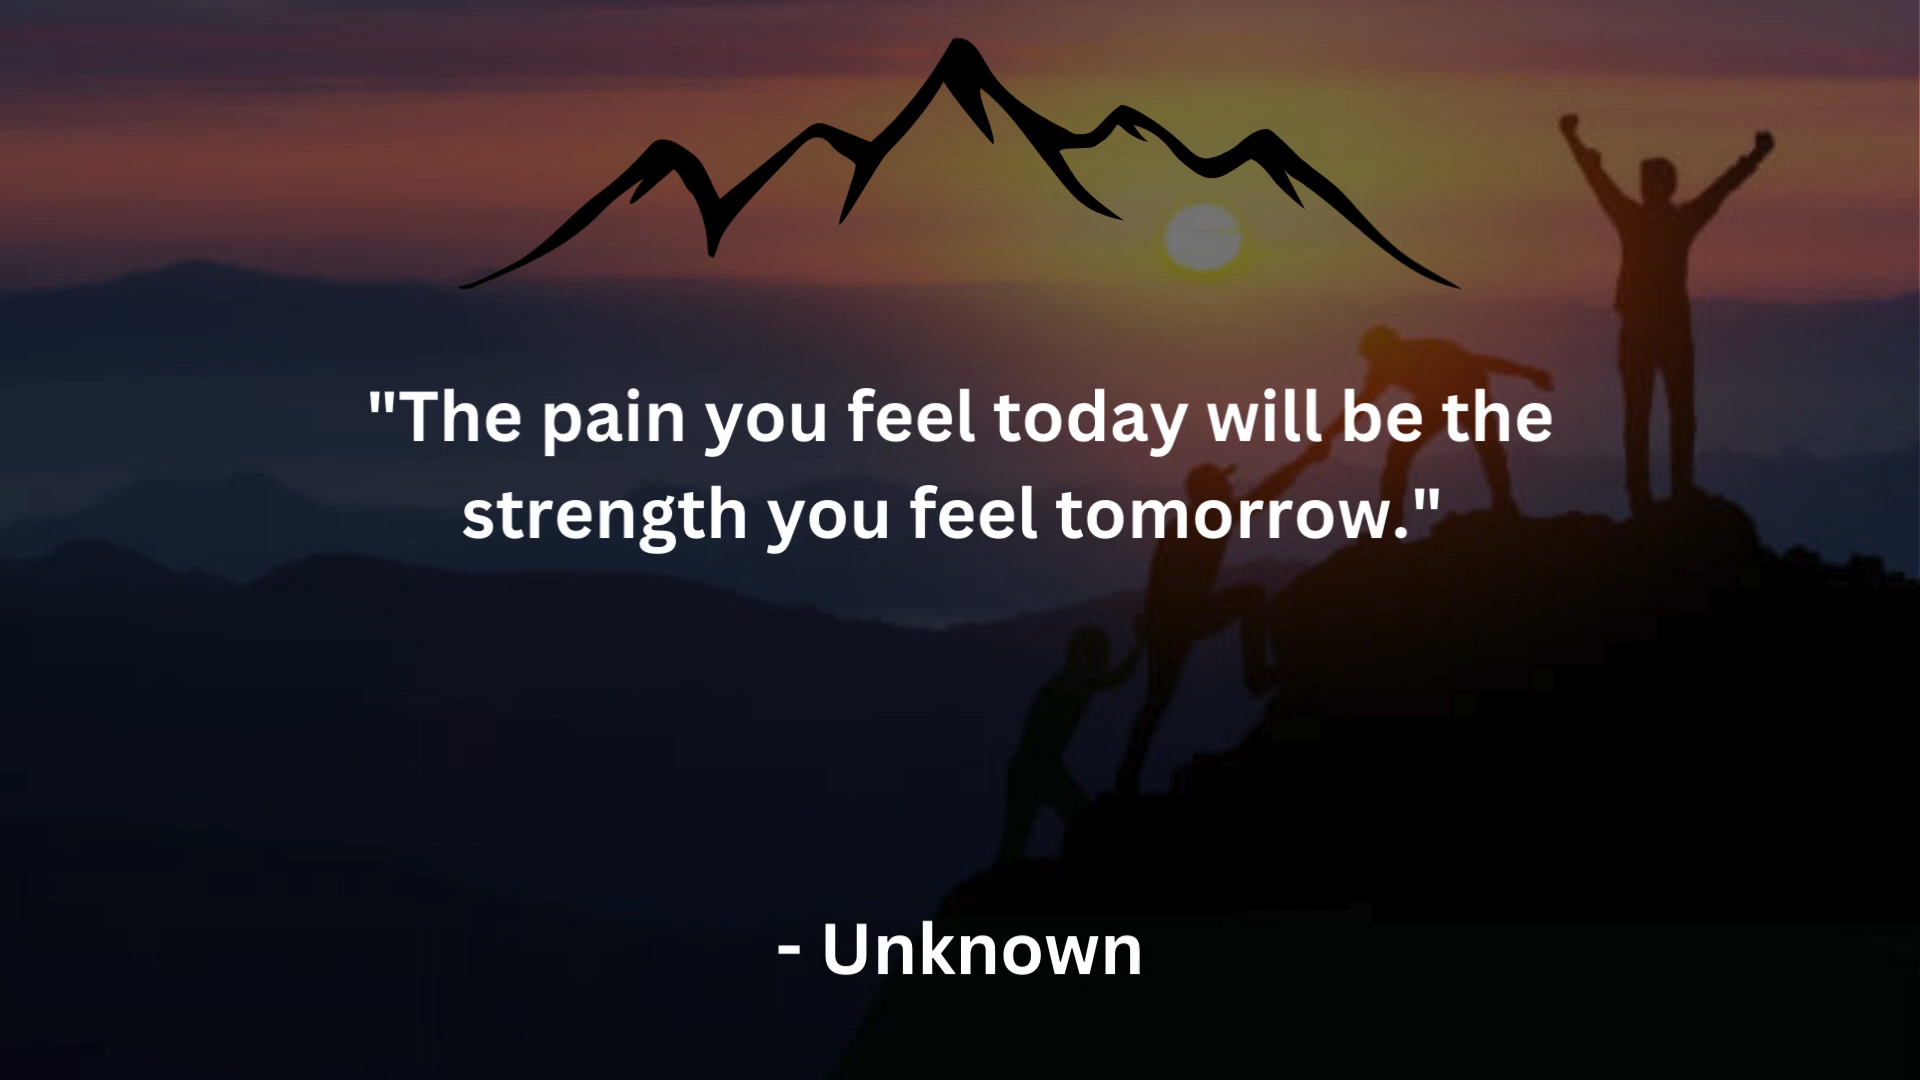 "The pain you feel today will be the
strength you feel tomorrow."
- Unknown